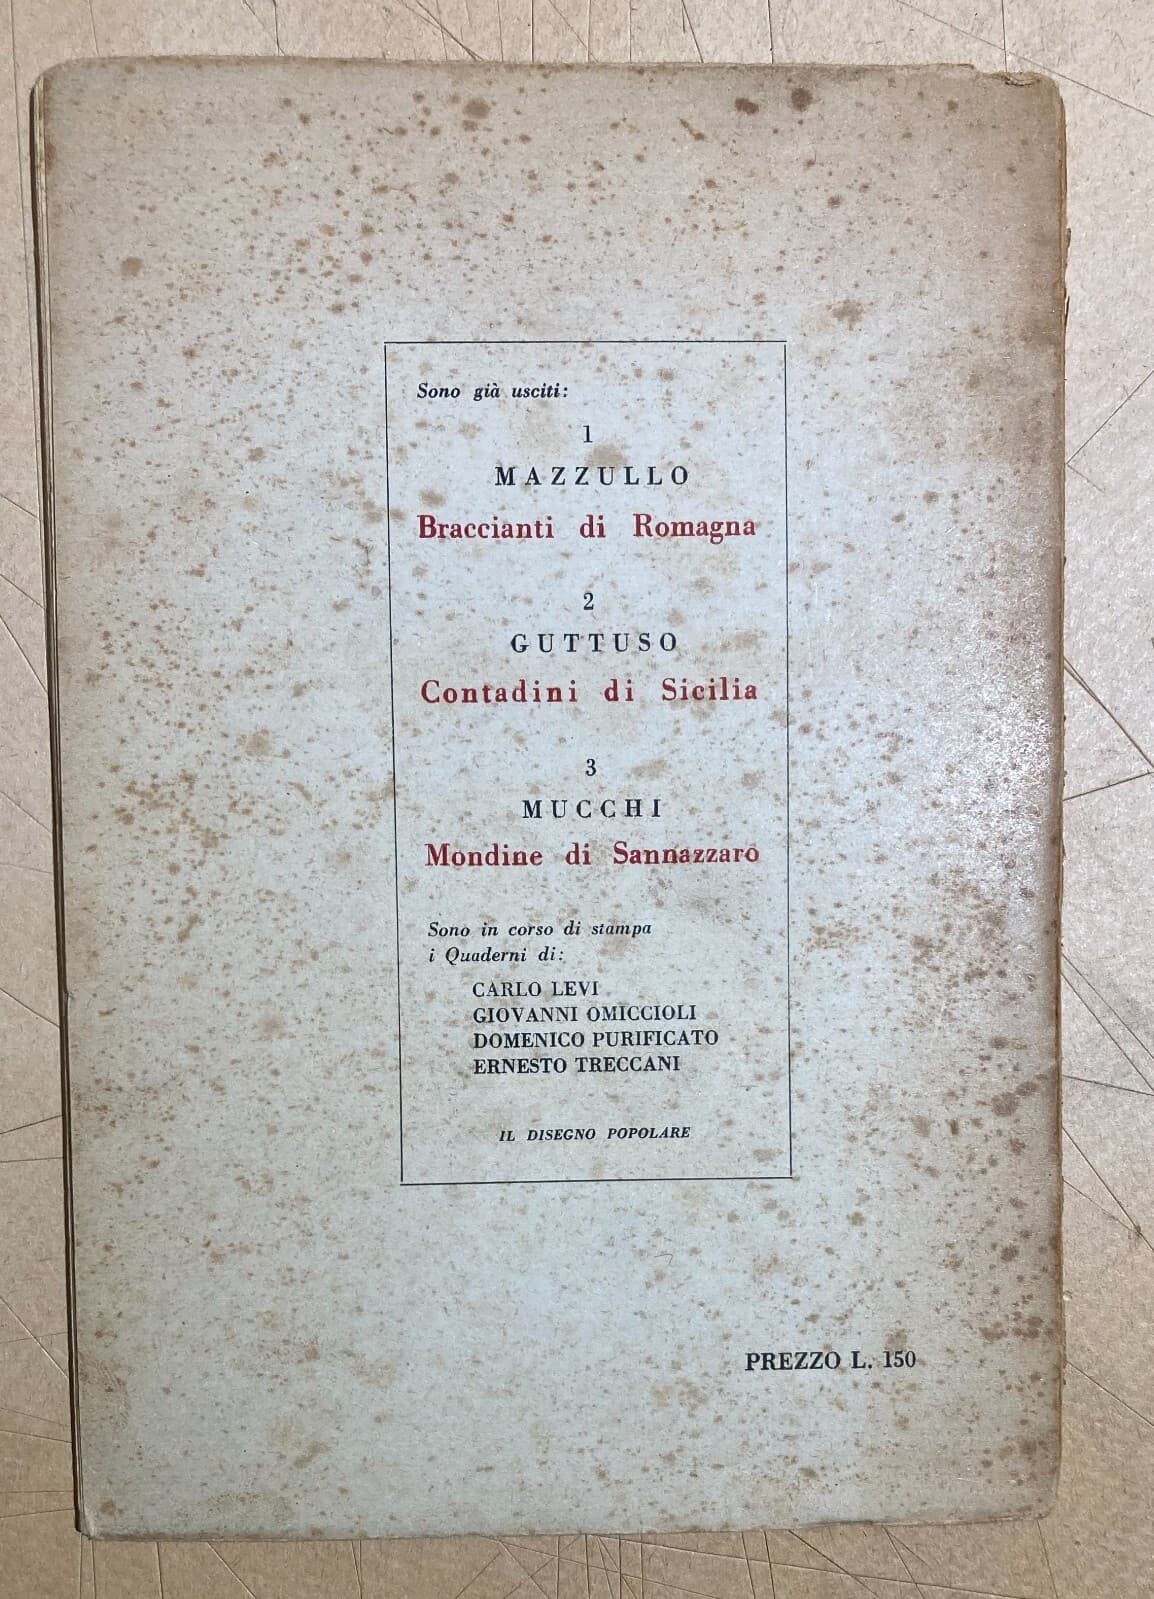 Sono già usciti:
1
MAZZULLO
Braccianti di Romagna
2
GUTTUSO
Contadini di Sicilia
3
MUCCHI
Mondine di Sannazzaro
Sono in corso di stampa
i Quaderni di:
CARLO LEVI
GIOVANNI OMICCIOLI
DOMENICO PURIFICATO
ERNESTO TRECCANI
IL DISEGNO POPOLARE
PREZZO L. 150